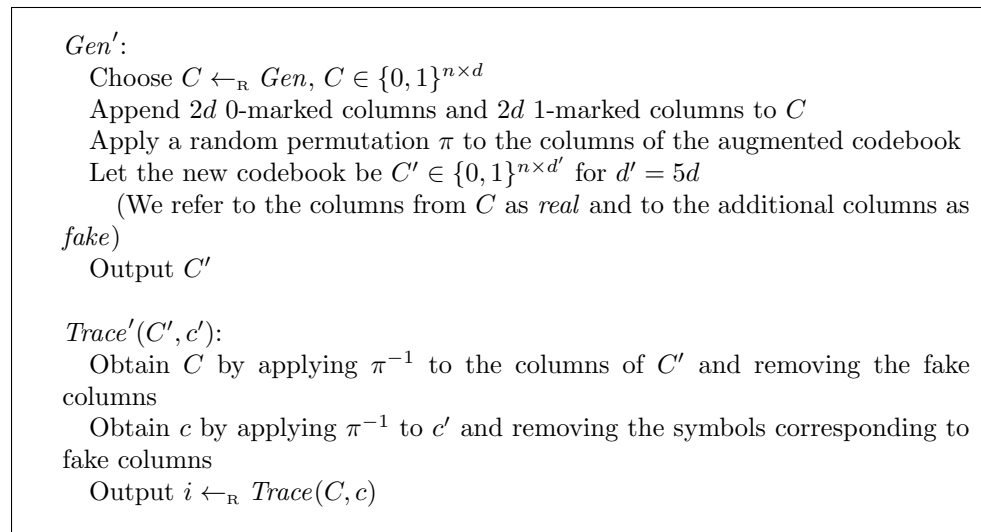 Gen′:
Choose C ←R Gen, C ∈ {0, 1}^{n×d}
Append 2d 0-marked columns and 2d 1-marked columns to C
Apply a random permutation π to the columns of the augmented codebook
Let the new codebook be C′ ∈ {0, 1}^{n×d′} for d′ = 5d
(We refer to the columns from C as real and to the additional columns as
fake)
Output C′
Trace′(C′, c′):
Obtain C by applying π⁻¹ to the columns of C′ and removing the fake
columns
Obtain c by applying π⁻¹ to c′ and removing the symbols corresponding to
fake columns
Output i ←R Trace(C, c)